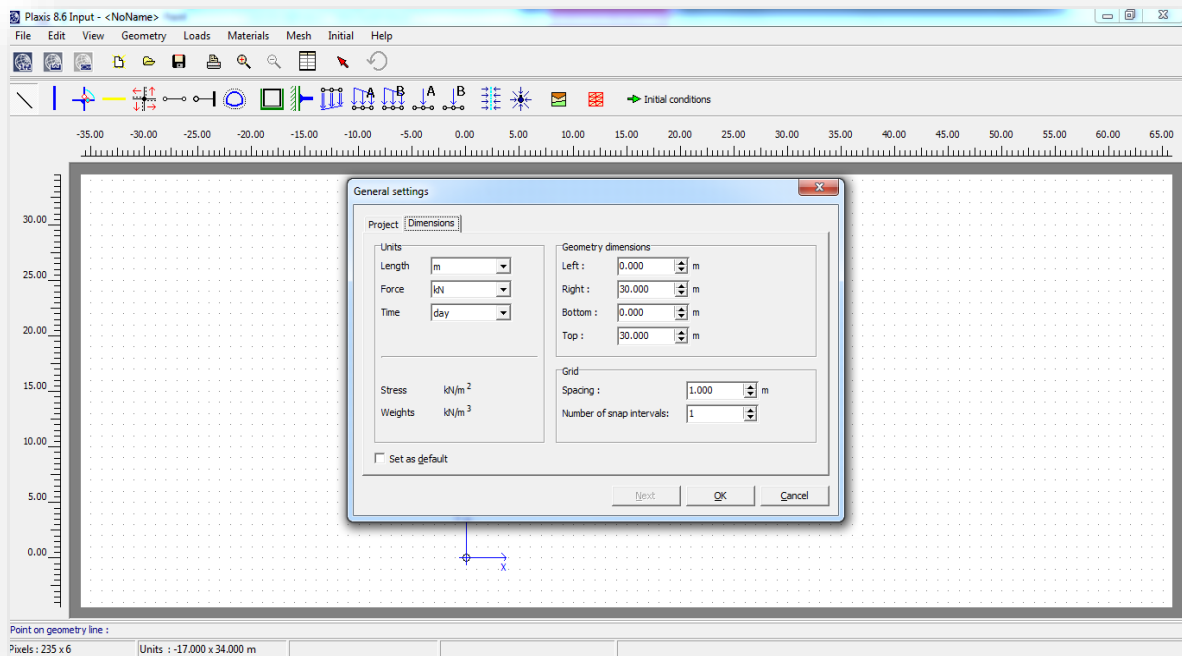 Plaxis 8.6 Input - <NoName>
File Edit View Geometry Loads Materials Mesh Initial Help
A B A B Initial conditions
-35.00 -30.00 -25.00 -20.00 -15.00 -10.00 -5.00 0.00 5.00 10.00 15.00 20.00 25.00 30.00 35.00 40.00 45.00 50.00 55.00 60.00 65.00
General settings
Project Dimensions
Units
Length m
Force kN
Time day
Stress kN/m 2
Weights kN/m 3
Geometry dimensions
Left : 0.000 m
Right : 30.000 m
Bottom : 0.000 m
Top : 30.000 m
Grid
Spacing : 1.000 m
Number of snap intervals: 1
Set as default
Next OK Cancel
30.00
25.00
20.00
15.00
10.00
5.00
0.00
x
Point on geometry line :
Pixels : 235 x 6 Units : -17.000 x 34.000 m